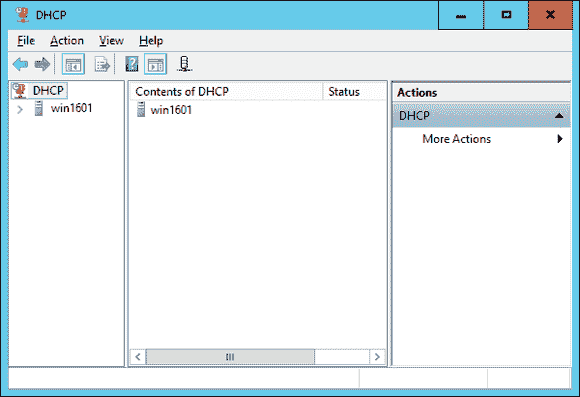 DHCP
File Action View Help
DHCP
win1601
Contents of DHCP Status
win1601
Actions
DHCP
More Actions